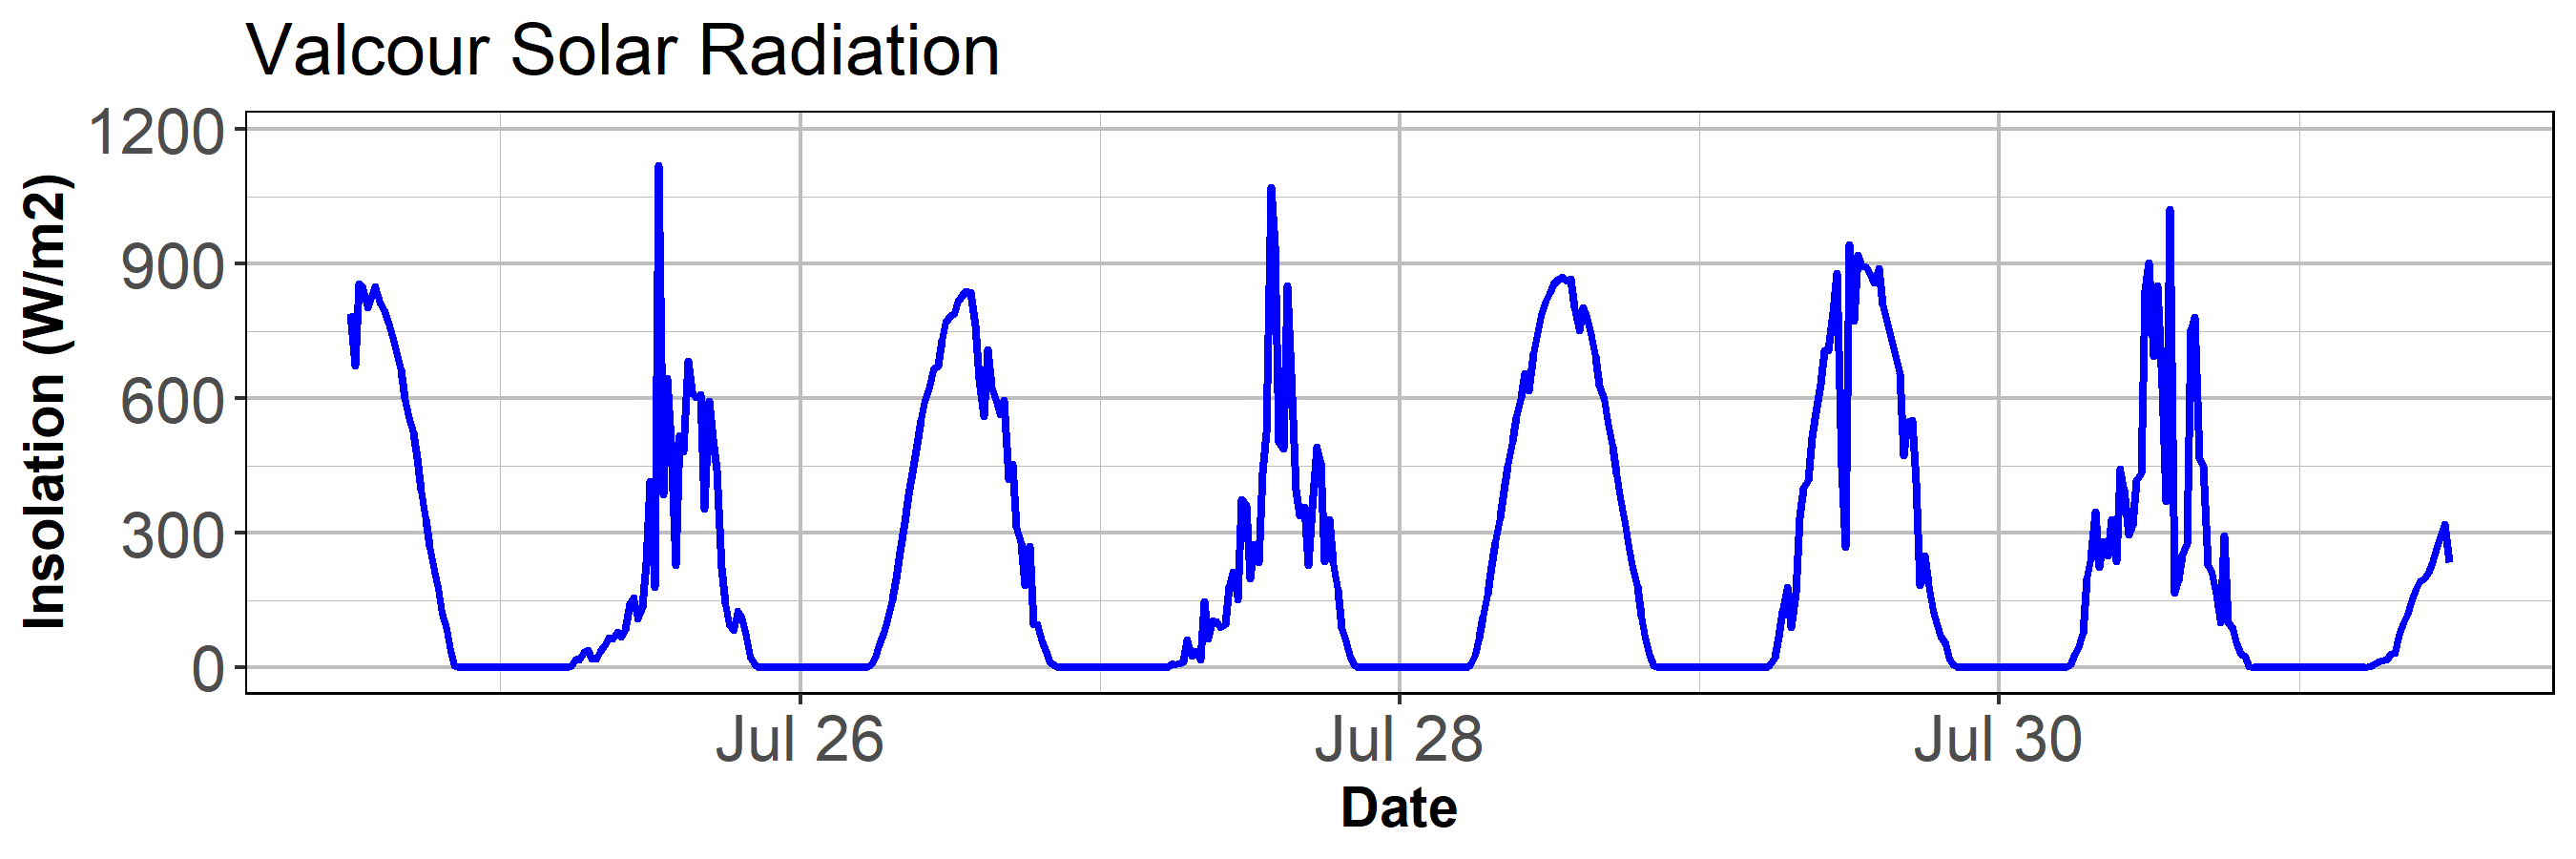 Valcour Solar Radiation
Insolation (W/m2)
1200
900
600
300
0
Jul 26
Jul 28
Jul 30
Date